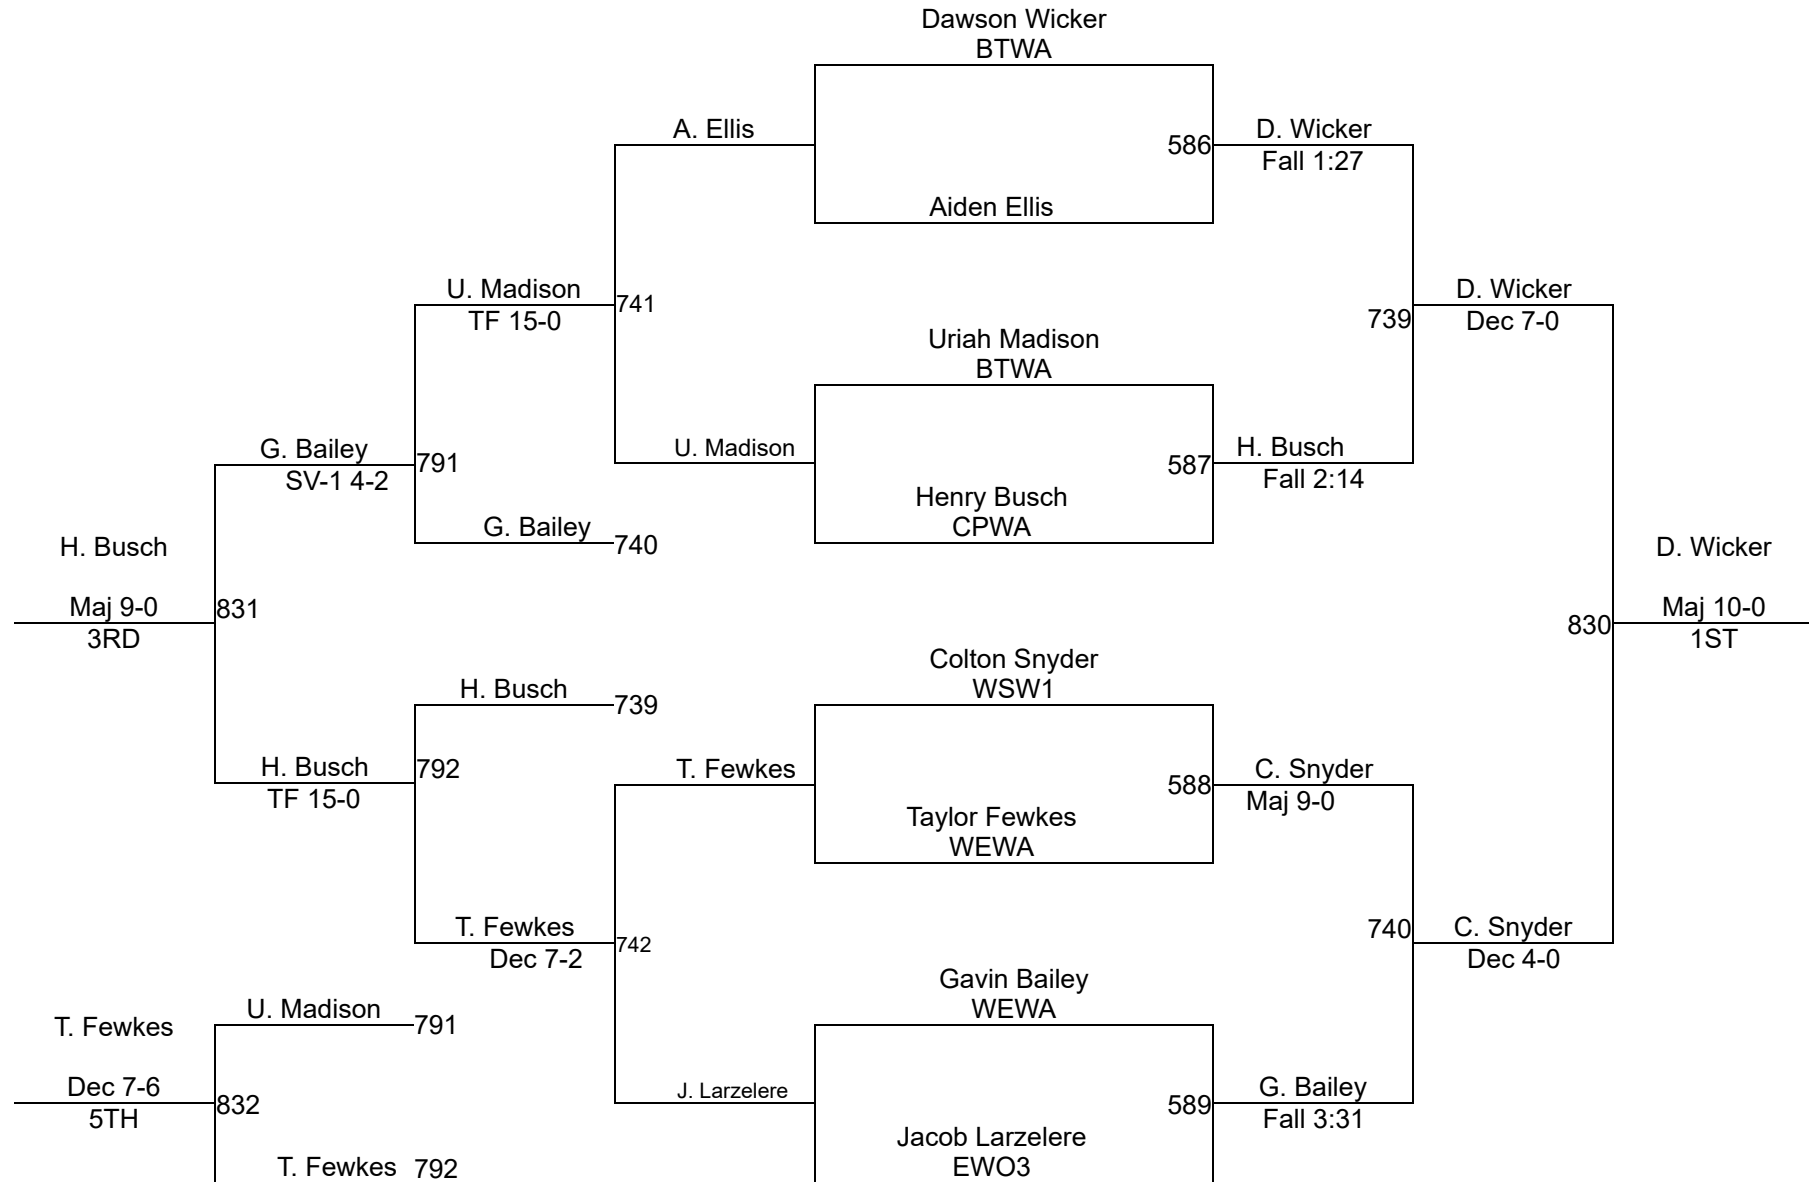 Dawson Wicker
BTWA
A. Ellis
586
D. Wicker
Fall 1:27
Aiden Ellis
U. Madison
TF 15-0
741
739
D. Wicker
Dec 7-0
Uriah Madison
BTWA
G. Bailey
SV-1 4-2
791
U. Madison
587
H. Busch
Fall 2:14
Henry Busch
CPWA
G. Bailey
740
H. Busch
Maj 9-0
3RD
831
830
D. Wicker
Maj 10-0
1ST
Colton Snyder
WSW1
H. Busch
739
H. Busch
TF 15-0
792
T. Fewkes
588
C. Snyder
Maj 9-0
Taylor Fewkes
WEWA
T. Fewkes
Dec 7-2
742
740
C. Snyder
Dec 4-0
Gavin Bailey
WEWA
U. Madison
791
T. Fewkes
Dec 7-6
5TH
832
J. Larzelere
589
G. Bailey
Fall 3:31
Jacob Larzelere
EWO3
T. Fewkes 792